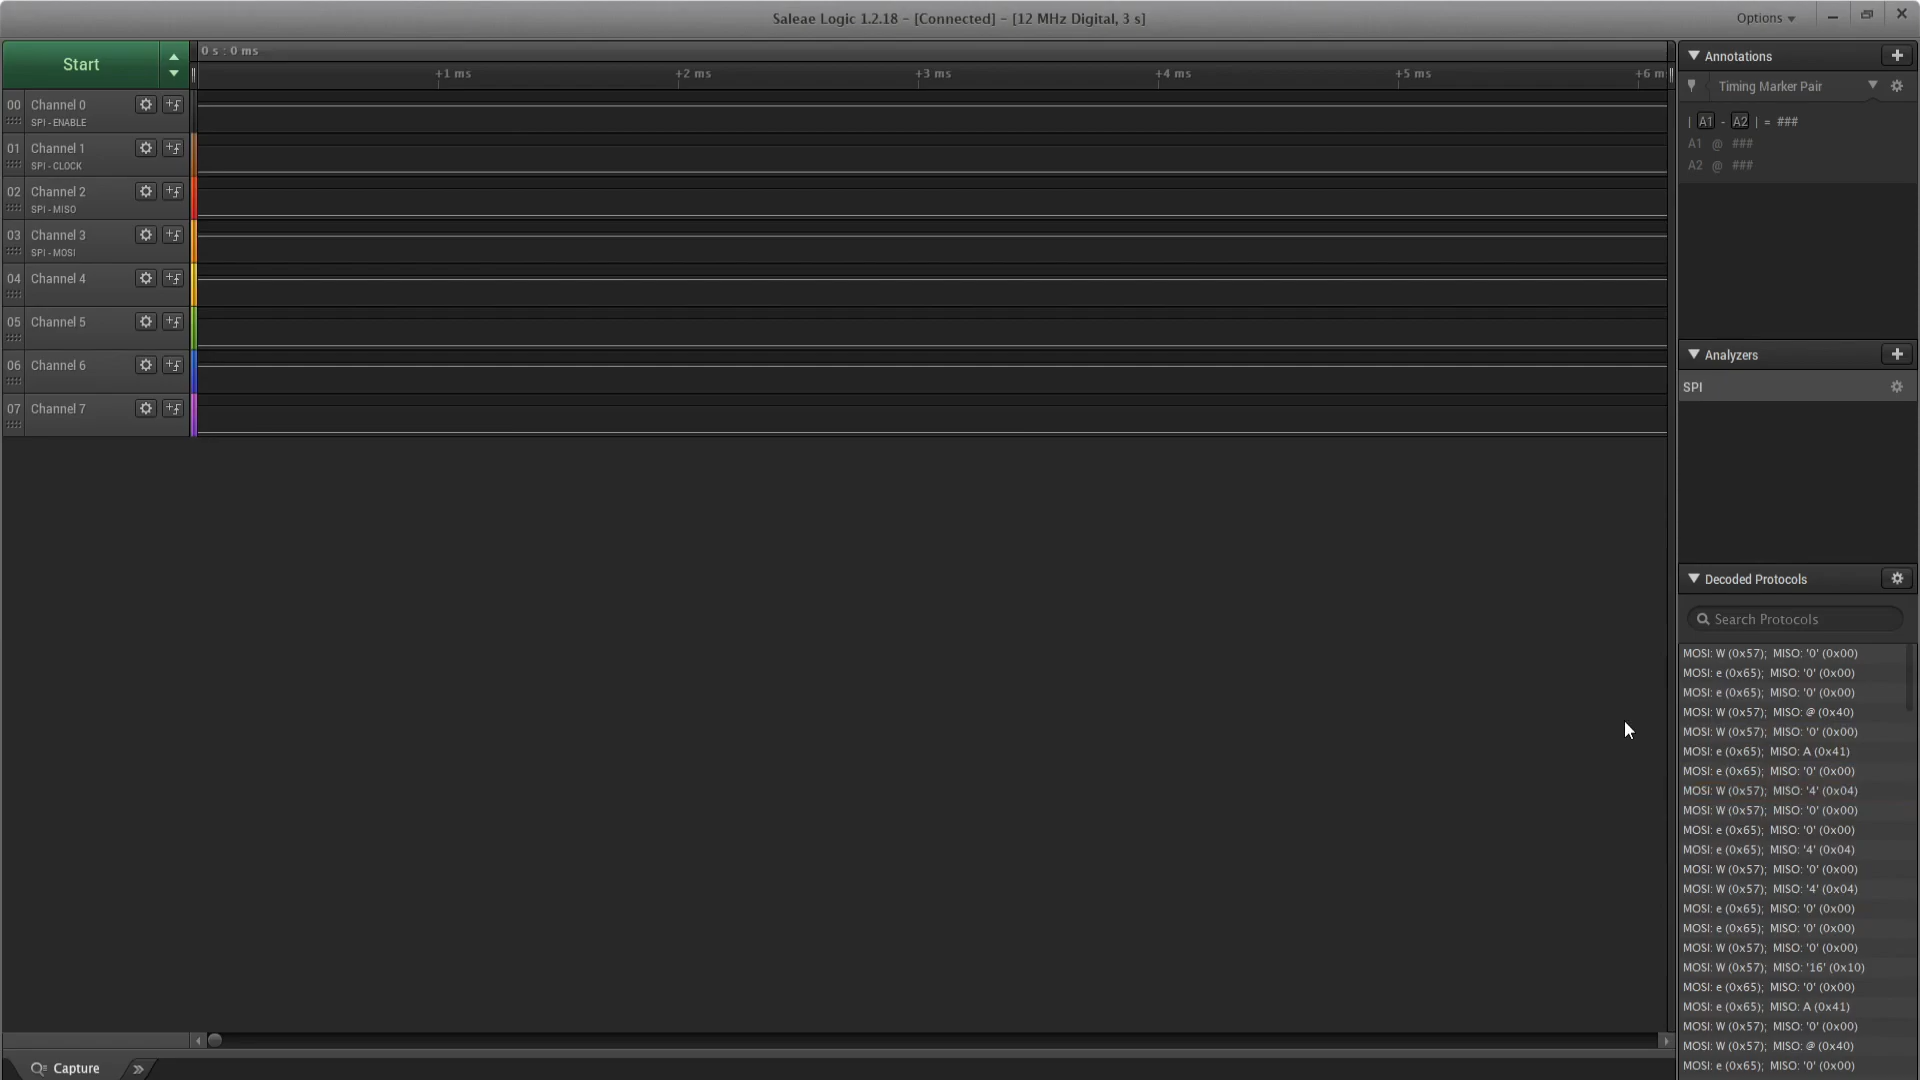 Saleae Logic 1.2.18 - [Connected] - [12 MHz Digital, 3 s]
Options
Start
0 s : 0 ms
+1 ms
+2 ms
+3 ms
+4 ms
+5 ms
+6 m
00 Channel 0
SPI - ENABLE
01 Channel 1
SPI - CLOCK
02 Channel 2
SPI - MISO
03 Channel 3
SPI - MOSI
04 Channel 4
05 Channel 5
06 Channel 6
07 Channel 7
Annotations
Timing Marker Pair
| A1 - A2 | = ###
A1 @ ###
A2 @ ###
Analyzers
SPI
Decoded Protocols
Search Protocols
MOSI: W (0x57); MISO: '0' (0x00)
MOSI: e (0x65); MISO: '0' (0x00)
MOSI: e (0x65); MISO: '0' (0x00)
MOSI: W (0x57); MISO: @ (0x40)
MOSI: W (0x57); MISO: '0' (0x00)
MOSI: e (0x65); MISO: A (0x41)
MOSI: e (0x65); MISO: '0' (0x00)
MOSI: W (0x57); MISO: '4' (0x04)
MOSI: W (0x57); MISO: '0' (0x00)
MOSI: e (0x65); MISO: '0' (0x00)
MOSI: e (0x65); MISO: '4' (0x04)
MOSI: W (0x57); MISO: '0' (0x00)
MOSI: W (0x57); MISO: '4' (0x04)
MOSI: e (0x65); MISO: '0' (0x00)
MOSI: e (0x65); MISO: '0' (0x00)
MOSI: W (0x57); MISO: '0' (0x00)
MOSI: W (0x57); MISO: '16' (0x10)
MOSI: e (0x65); MISO: '0' (0x00)
MOSI: e (0x65); MISO: A (0x41)
MOSI: W (0x57); MISO: '0' (0x00)
MOSI: W (0x57); MISO: @ (0x40)
MOSI: e (0x65); MISO: '0' (0x00)
Capture